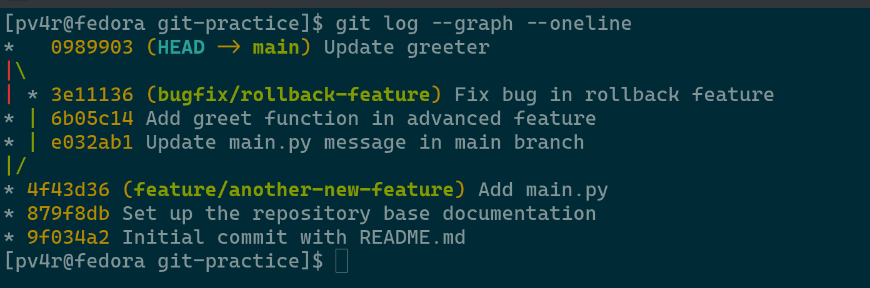 [pv4r@fedora git-practice]$ git log --graph --oneline
*   0989903 (HEAD -> main) Update greeter
|\
| * 3e11136 (bugfix/rollback-feature) Fix bug in rollback feature
* | 6b05c14 Add greet function in advanced feature
* | e032ab1 Update main.py message in main branch
|/
* 4f43d36 (feature/another-new-feature) Add main.py
* 879f8db Set up the repository base documentation
* 9f034a2 Initial commit with README.md
[pv4r@fedora git-practice]$